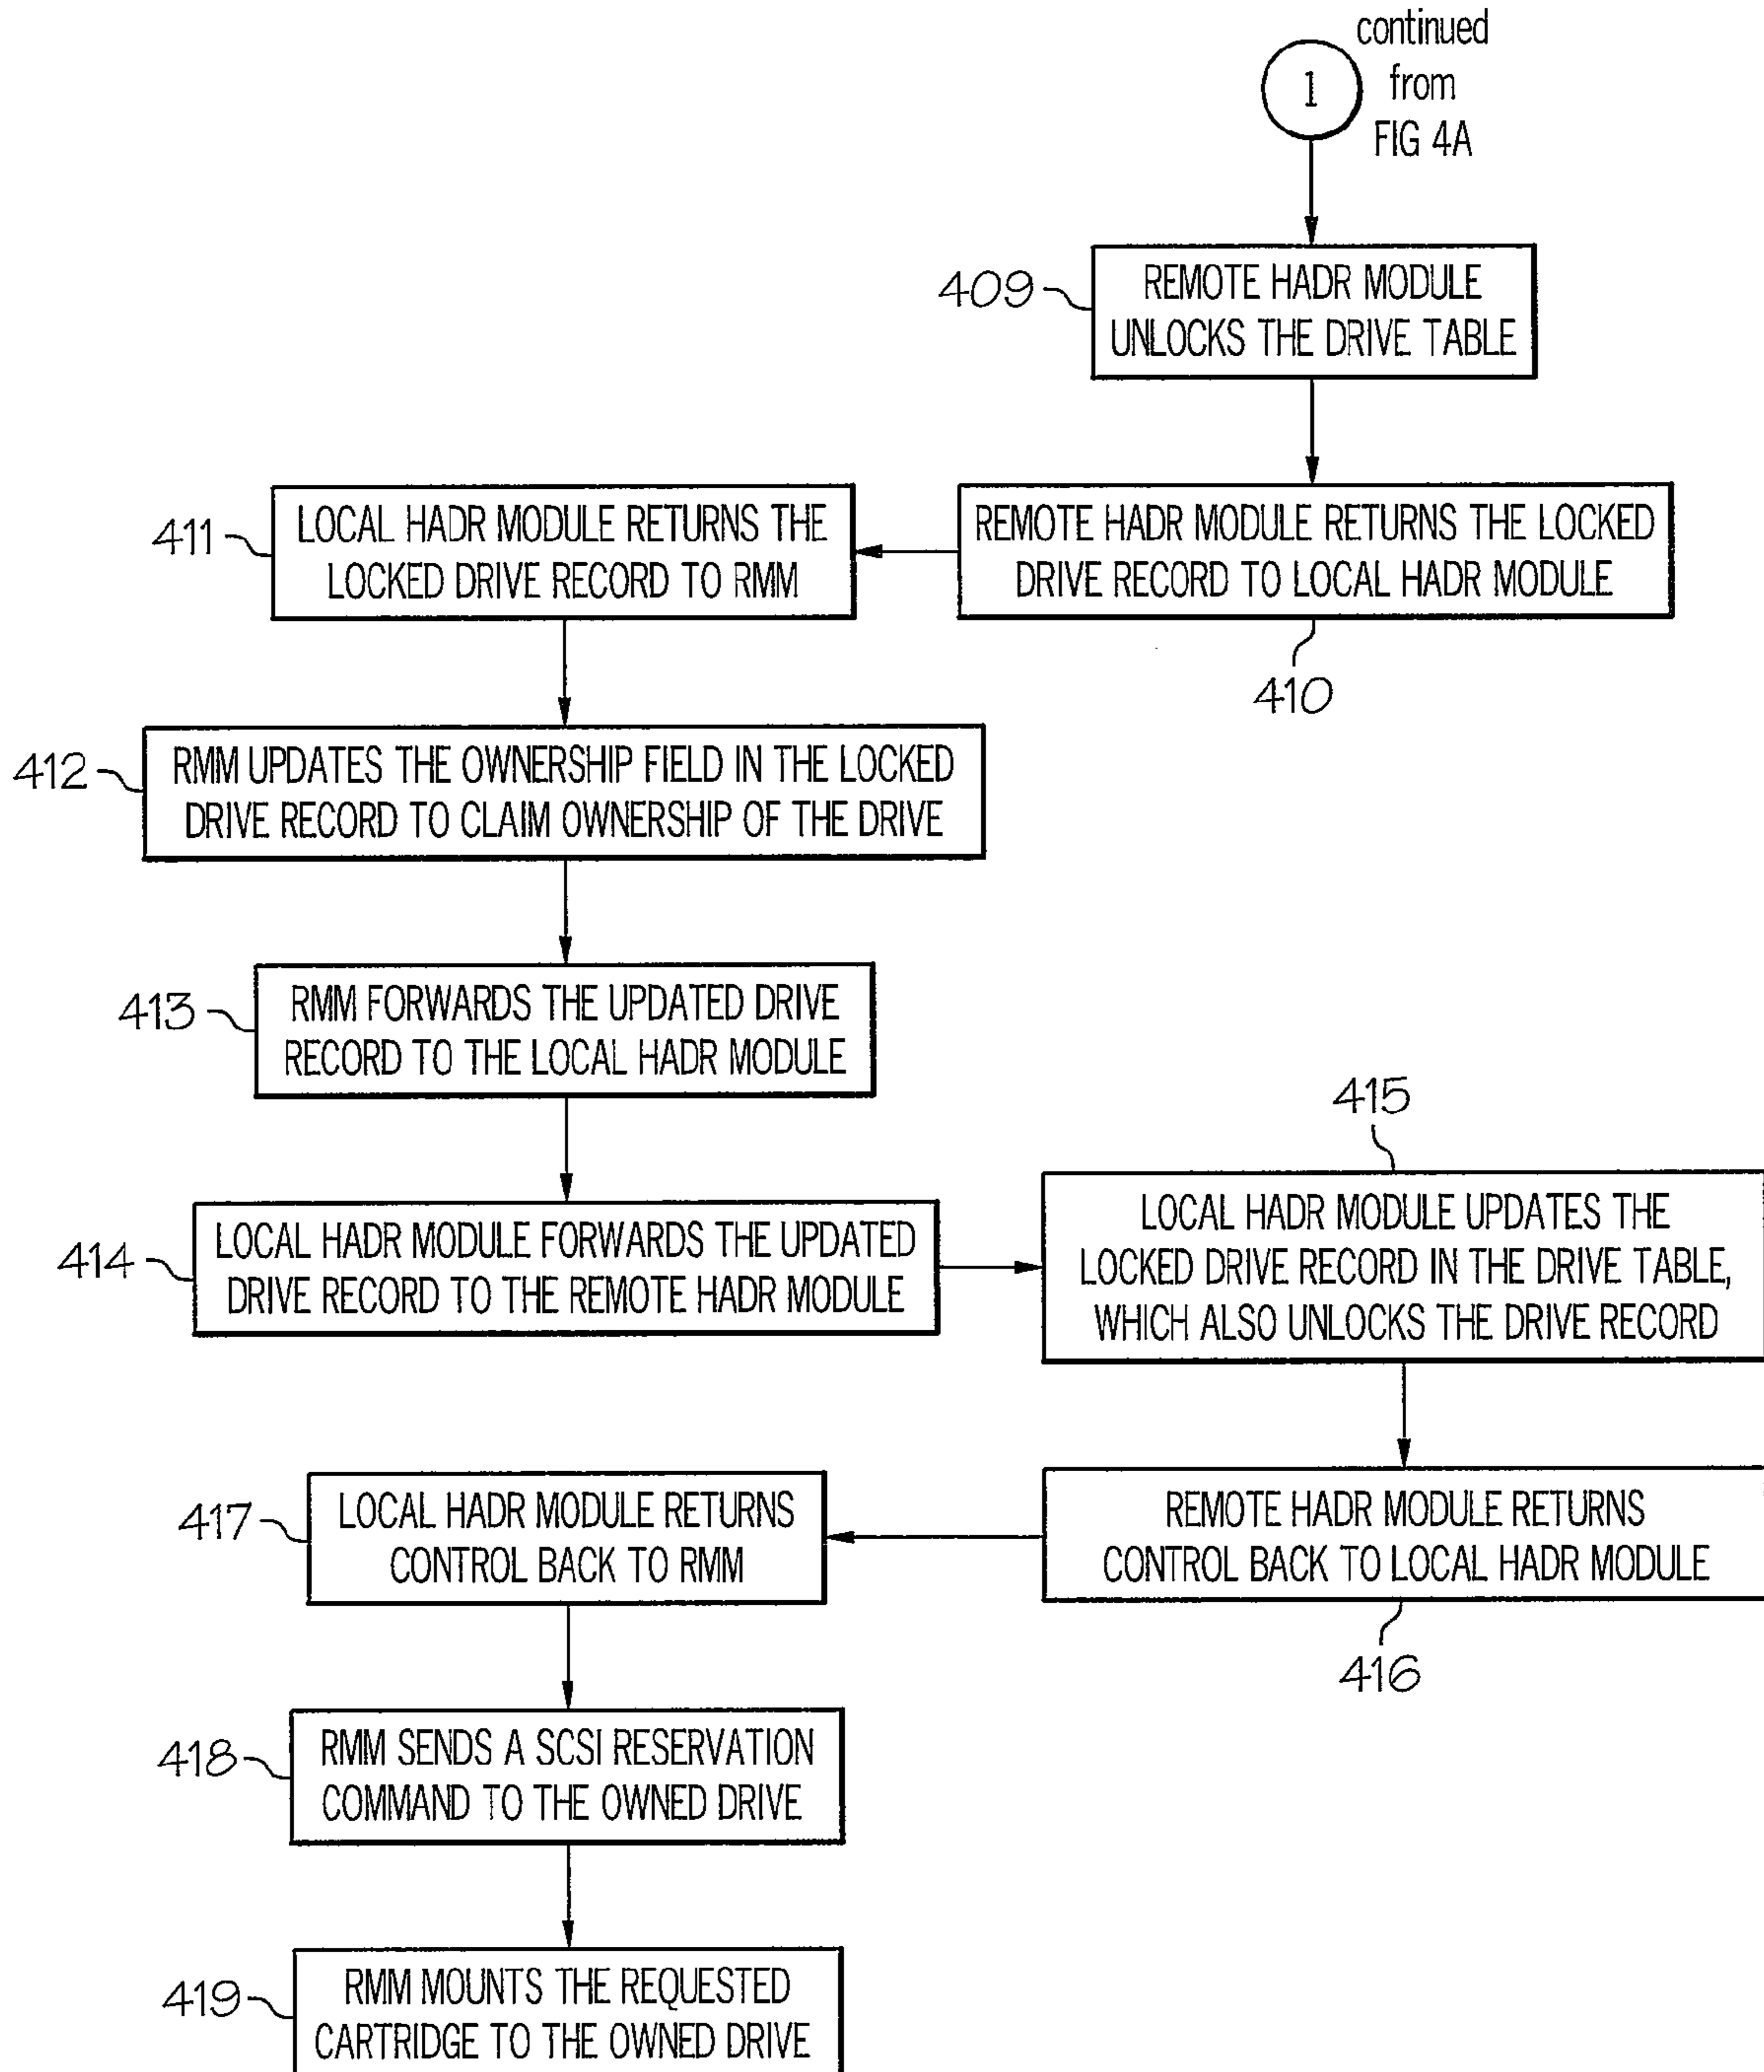 continued
from
FIG 4A
1
409
REMOTE HADR MODULE
UNLOCKS THE DRIVE TABLE
REMOTE HADR MODULE RETURNS THE LOCKED
DRIVE RECORD TO LOCAL HADR MODULE
410
411
LOCAL HADR MODULE RETURNS THE
LOCKED DRIVE RECORD TO RMM
412
RMM UPDATES THE OWNERSHIP FIELD IN THE LOCKED
DRIVE RECORD TO CLAIM OWNERSHIP OF THE DRIVE
413
RMM FORWARDS THE UPDATED DRIVE
RECORD TO THE LOCAL HADR MODULE
414
LOCAL HADR MODULE FORWARDS THE UPDATED
DRIVE RECORD TO THE REMOTE HADR MODULE
415
LOCAL HADR MODULE UPDATES THE
LOCKED DRIVE RECORD IN THE DRIVE TABLE,
WHICH ALSO UNLOCKS THE DRIVE RECORD
REMOTE HADR MODULE RETURNS
CONTROL BACK TO LOCAL HADR MODULE
416
417
LOCAL HADR MODULE RETURNS
CONTROL BACK TO RMM
418
RMM SENDS A SCSI RESERVATION
COMMAND TO THE OWNED DRIVE
419
RMM MOUNTS THE REQUESTED
CARTRIDGE TO THE OWNED DRIVE